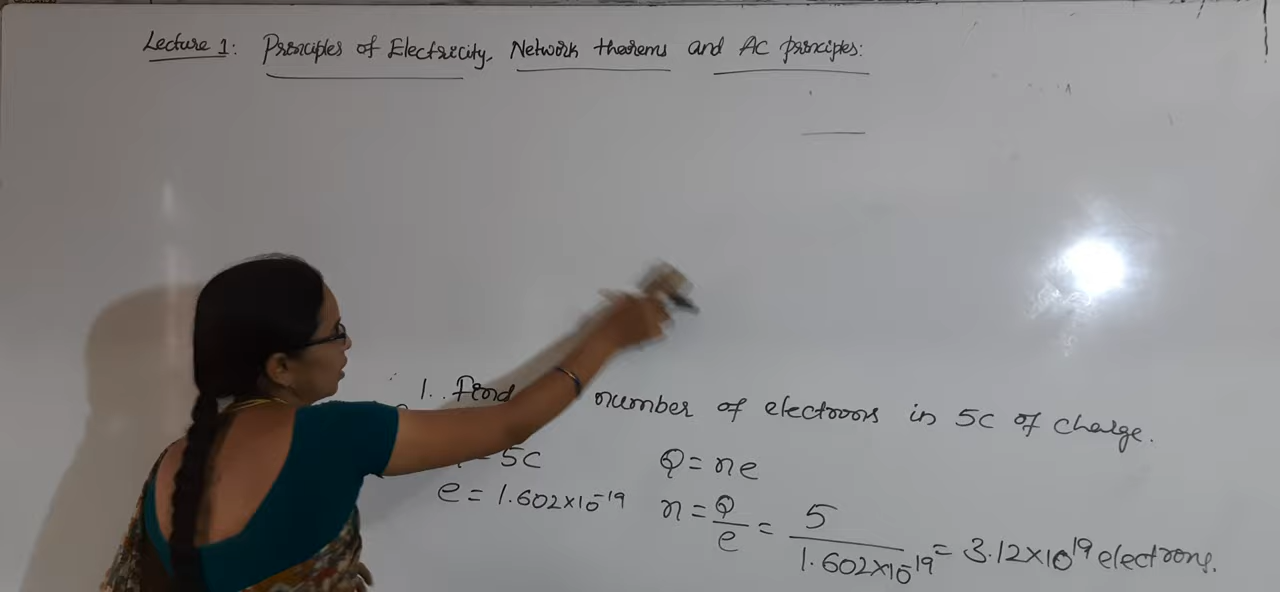 Lecture 1: Principles of Electricity, Network theorems and AC principles:
1. Find number of electrons in 5C of charge.
= 5C Q = ne
e = 1.602×10⁻¹⁹ n = Q/e = 5/1.602×10⁻¹⁹ = 3.12×10¹⁹ electrons.